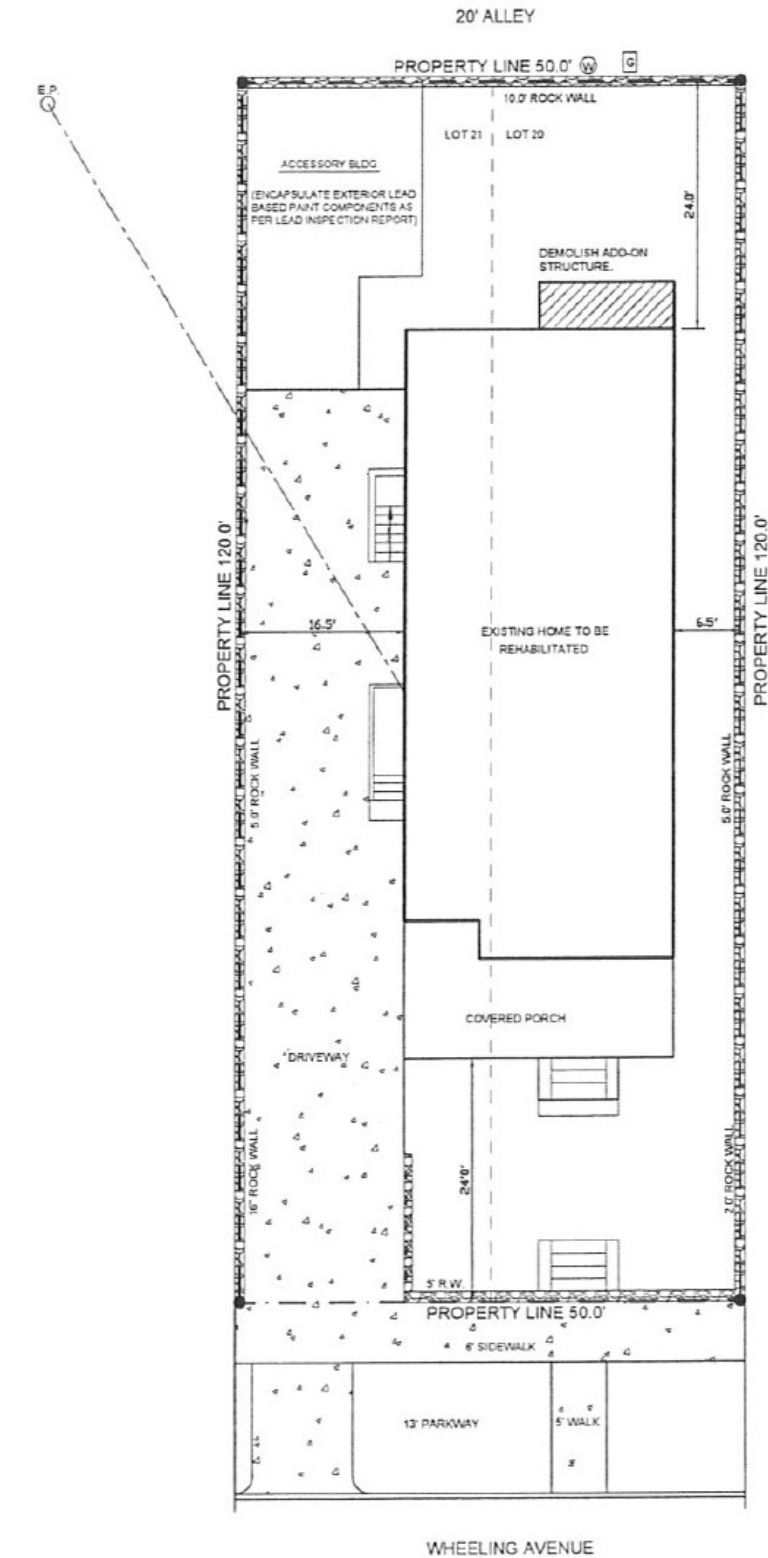 20' ALLEY
PROPERTY LINE 50.0' W G
E.P.
10.0' ROCK WALL
LOT 21 LOT 20
ACCESSORY BLDG.
(ENCAPSULATE EXTERIOR LEAD
BASED PAINT COMPONENTS AS
PER LEAD INSPECTION REPORT)
24.0'
DEMOLISH ADD-ON
STRUCTURE.
PROPERTY LINE 120.0'
PROPERTY LINE 120.0'
16.5'
EXISTING HOME TO BE
REHABILITATED
6.5'
5.0' ROCK WALL
5.0' ROCK WALL
COVERED PORCH
DRIVEWAY
16" ROCK WALL
24'0'
2.0' ROCK WALL
5' R.W.
PROPERTY LINE 50.0'
6' SIDEWALK
13' PARKWAY
5' WALK
WHEELING AVENUE